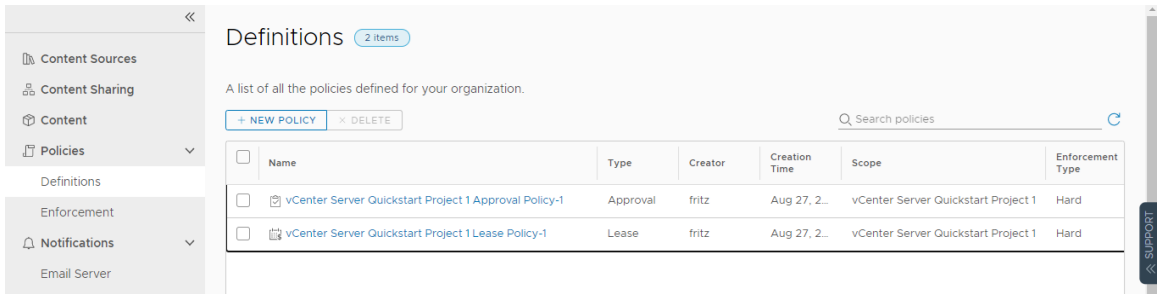 Content Sources
Content Sharing
Content
Policies
Definitions
Enforcement
Notifications
Email Server
Definitions 2 items
A list of all the policies defined for your organization.
+ NEW POLICY × DELETE Search policies
Name Type Creator Creation Time Scope Enforcement Type
vCenter Server Quickstart Project 1 Approval Policy-1 Approval fritz Aug 27, 2... vCenter Server Quickstart Project 1 Hard
vCenter Server Quickstart Project 1 Lease Policy-1 Lease fritz Aug 27, 2... vCenter Server Quickstart Project 1 Hard
SUPPORT